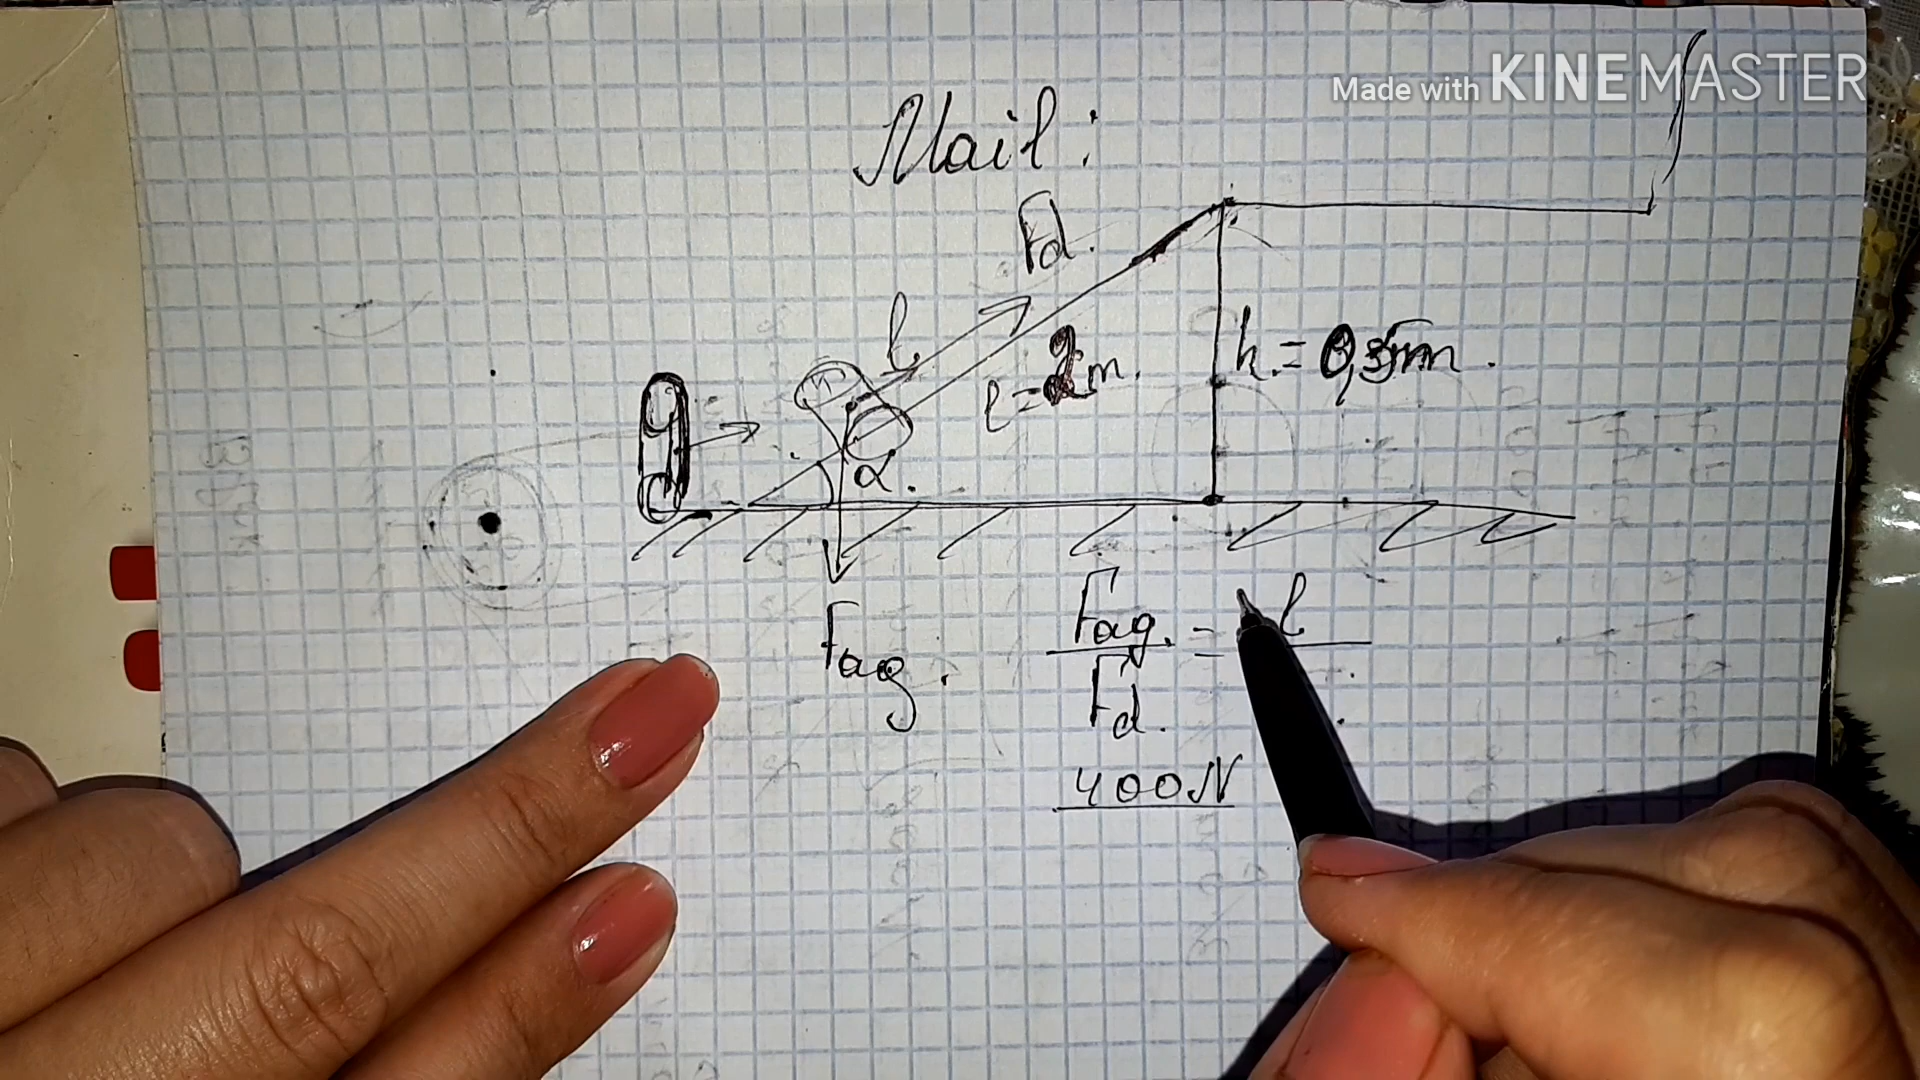 Made with KINEMASTER
Mail:
Fd.
l
l=2m.
h.=0,5m.
α.
Fag.
Fag. = l
Fd.
400N